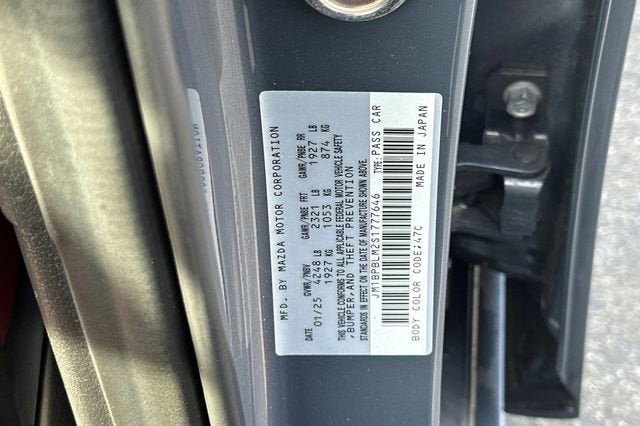 MFD. BY MAZDA MOTOR CORPORATION
DATE GVWR/PNBV GAWR/PNBE FRT GAWR/PNBE RR
01/25 4248 LB 2321 LB 1927 LB
1927 KG 1053 KG 874 KG
THIS VEHICLE CONFORMS TO ALL APPLICABLE FEDERAL MOTOR VEHICLE SAFETY
, BUMPER, AND THEFT PREVENTION
STANDARDS IN EFFECT ON THE DATE OF MANUFACTURE SHOWN ABOVE.
JM1BPBLM2S1777646 TYPE: PASS CAR
BODY COLOR CODE: 47C MADE IN JAPAN